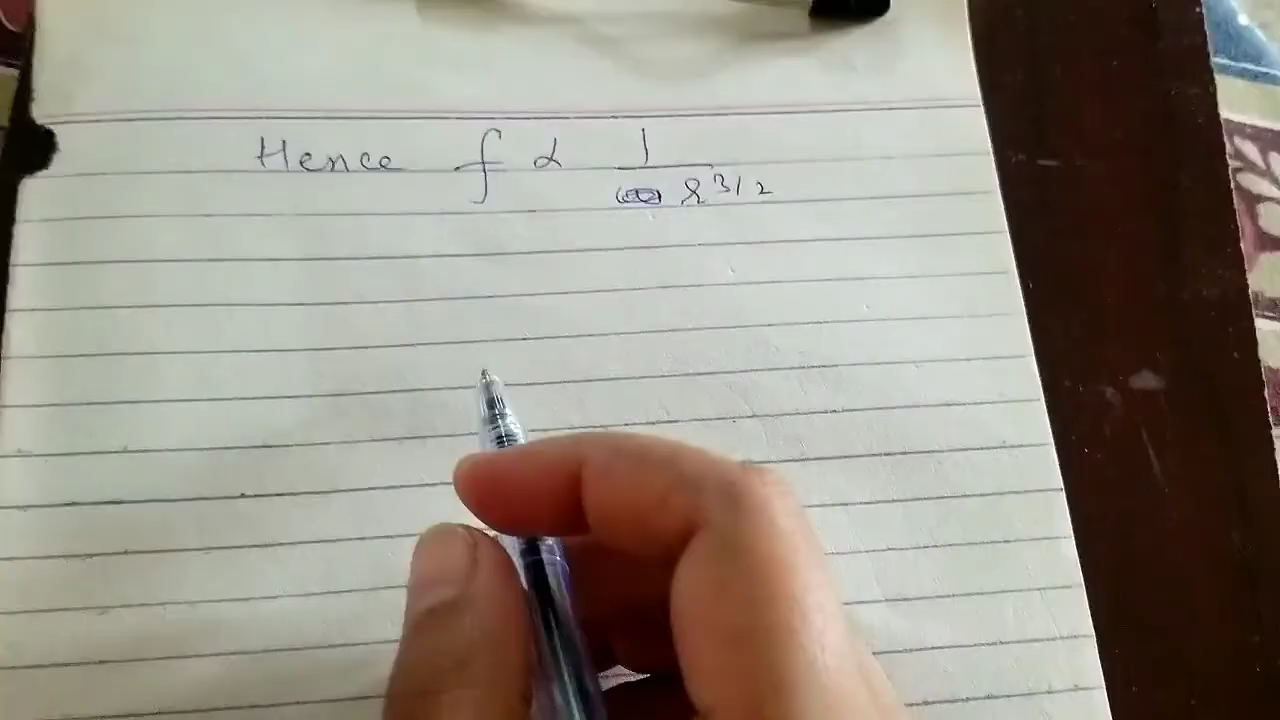 Hence f α 1 / r^3/2